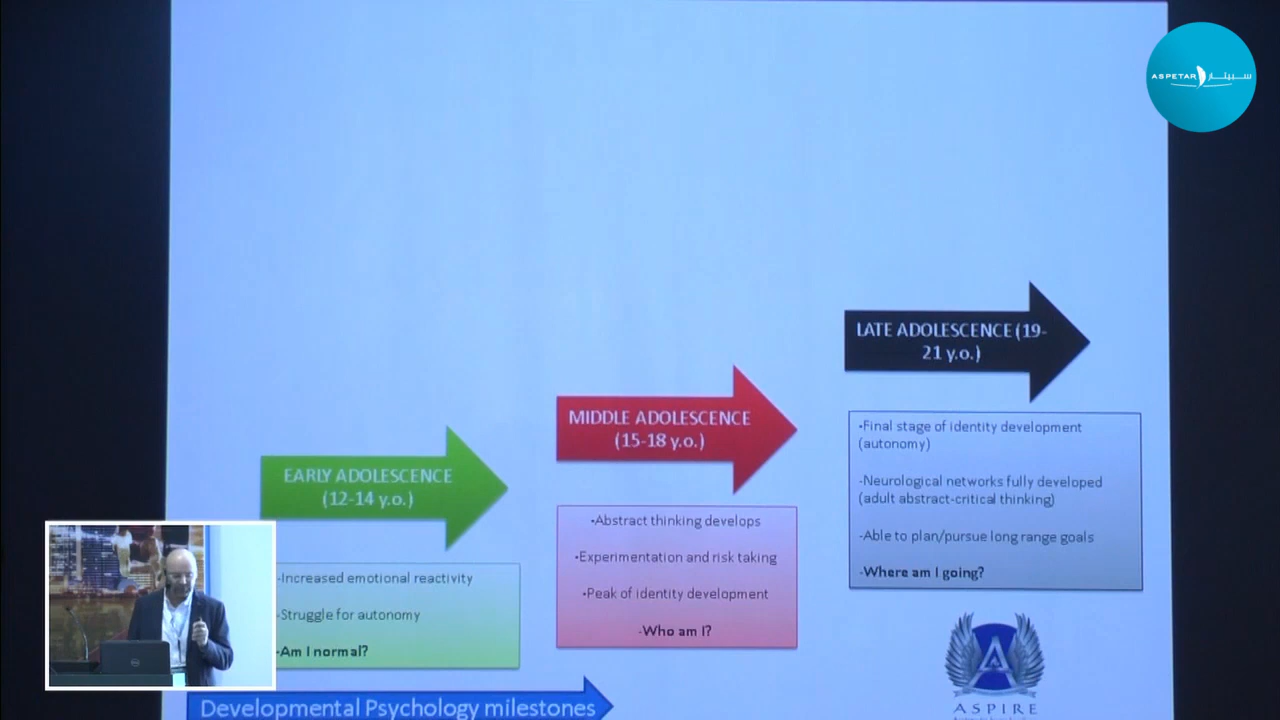 ASPETAR سبيتار
LATE ADOLESCENCE (19-
21 y.o.)
MIDDLE ADOLESCENCE
(15-18 y.o.)
EARLY ADOLESCENCE
(12-14 y.o.)
•Final stage of identity development
(autonomy)
-Neurological networks fully developed
(adult abstract-critical thinking)
-Able to plan/pursue long range goals
-Where am I going?
•Abstract thinking develops
•Experimentation and risk taking
•Peak of identity development
-Who am I?
-Increased emotional reactivity
-Struggle for autonomy
-Am I normal?
Developmental Psychology milestones
ASPIRE